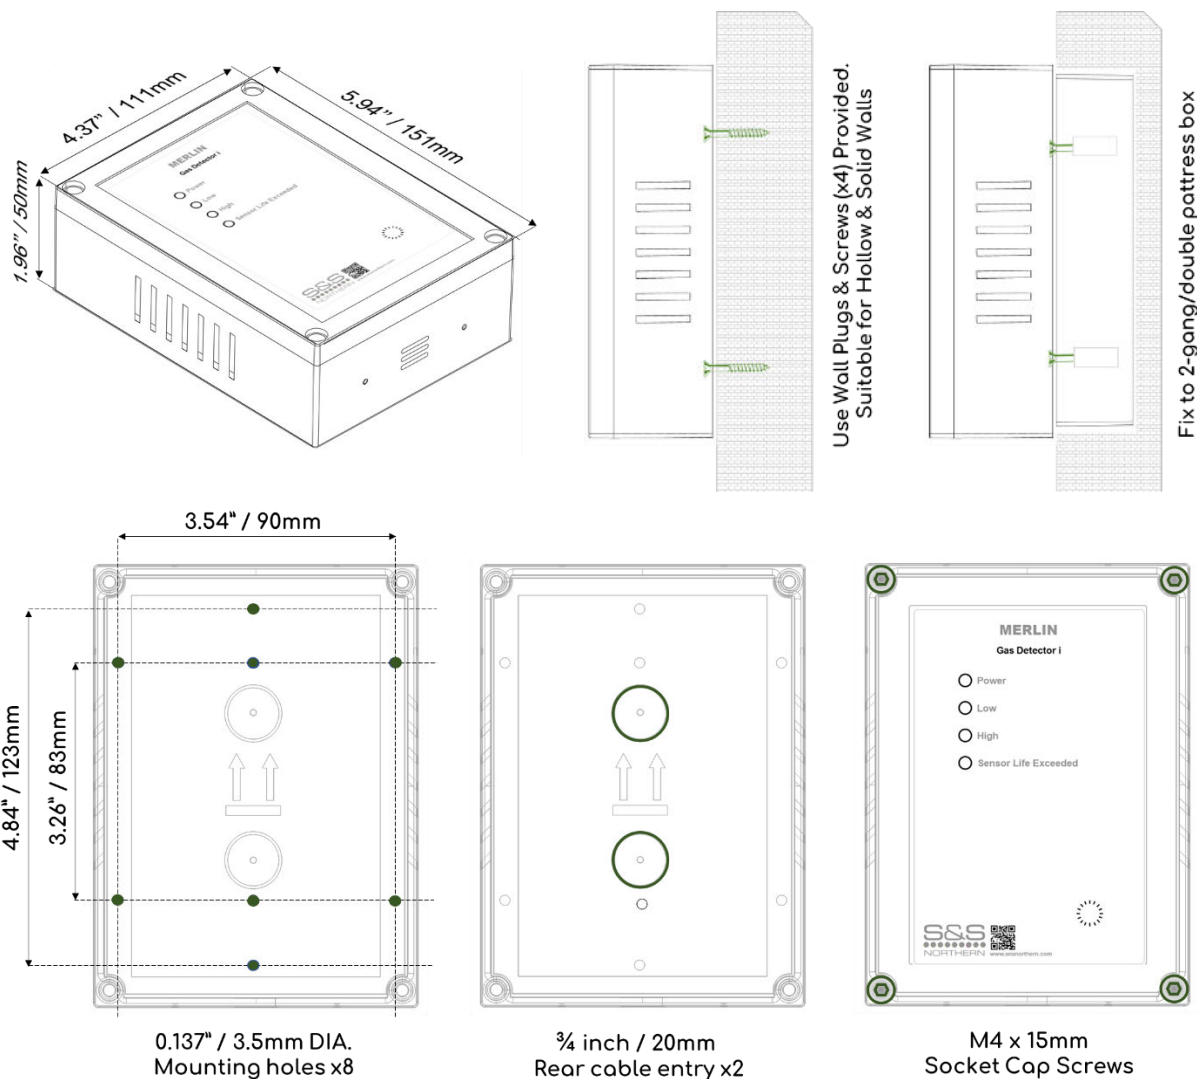 4.37" / 111mm
5.94" / 151mm
1.96" / 50mm
MERLIN
Gas Detector i
Power
Low
High
Sensor Life Exceeded
S&S
Use Wall Plugs & Screws (x4) Provided.
Suitable for Hollow & Solid Walls
Fix to 2-gang/double pattress box
3.54" / 90mm
4.84" / 123mm
3.26" / 83mm
0.137" / 3.5mm DIA.
Mounting holes x8
¾ inch / 20mm
Rear cable entry x2
MERLIN
Gas Detector i
Power
Low
High
Sensor Life Exceeded
S&S
NORTHERN www.snsnorthern.com
M4 x 15mm
Socket Cap Screws